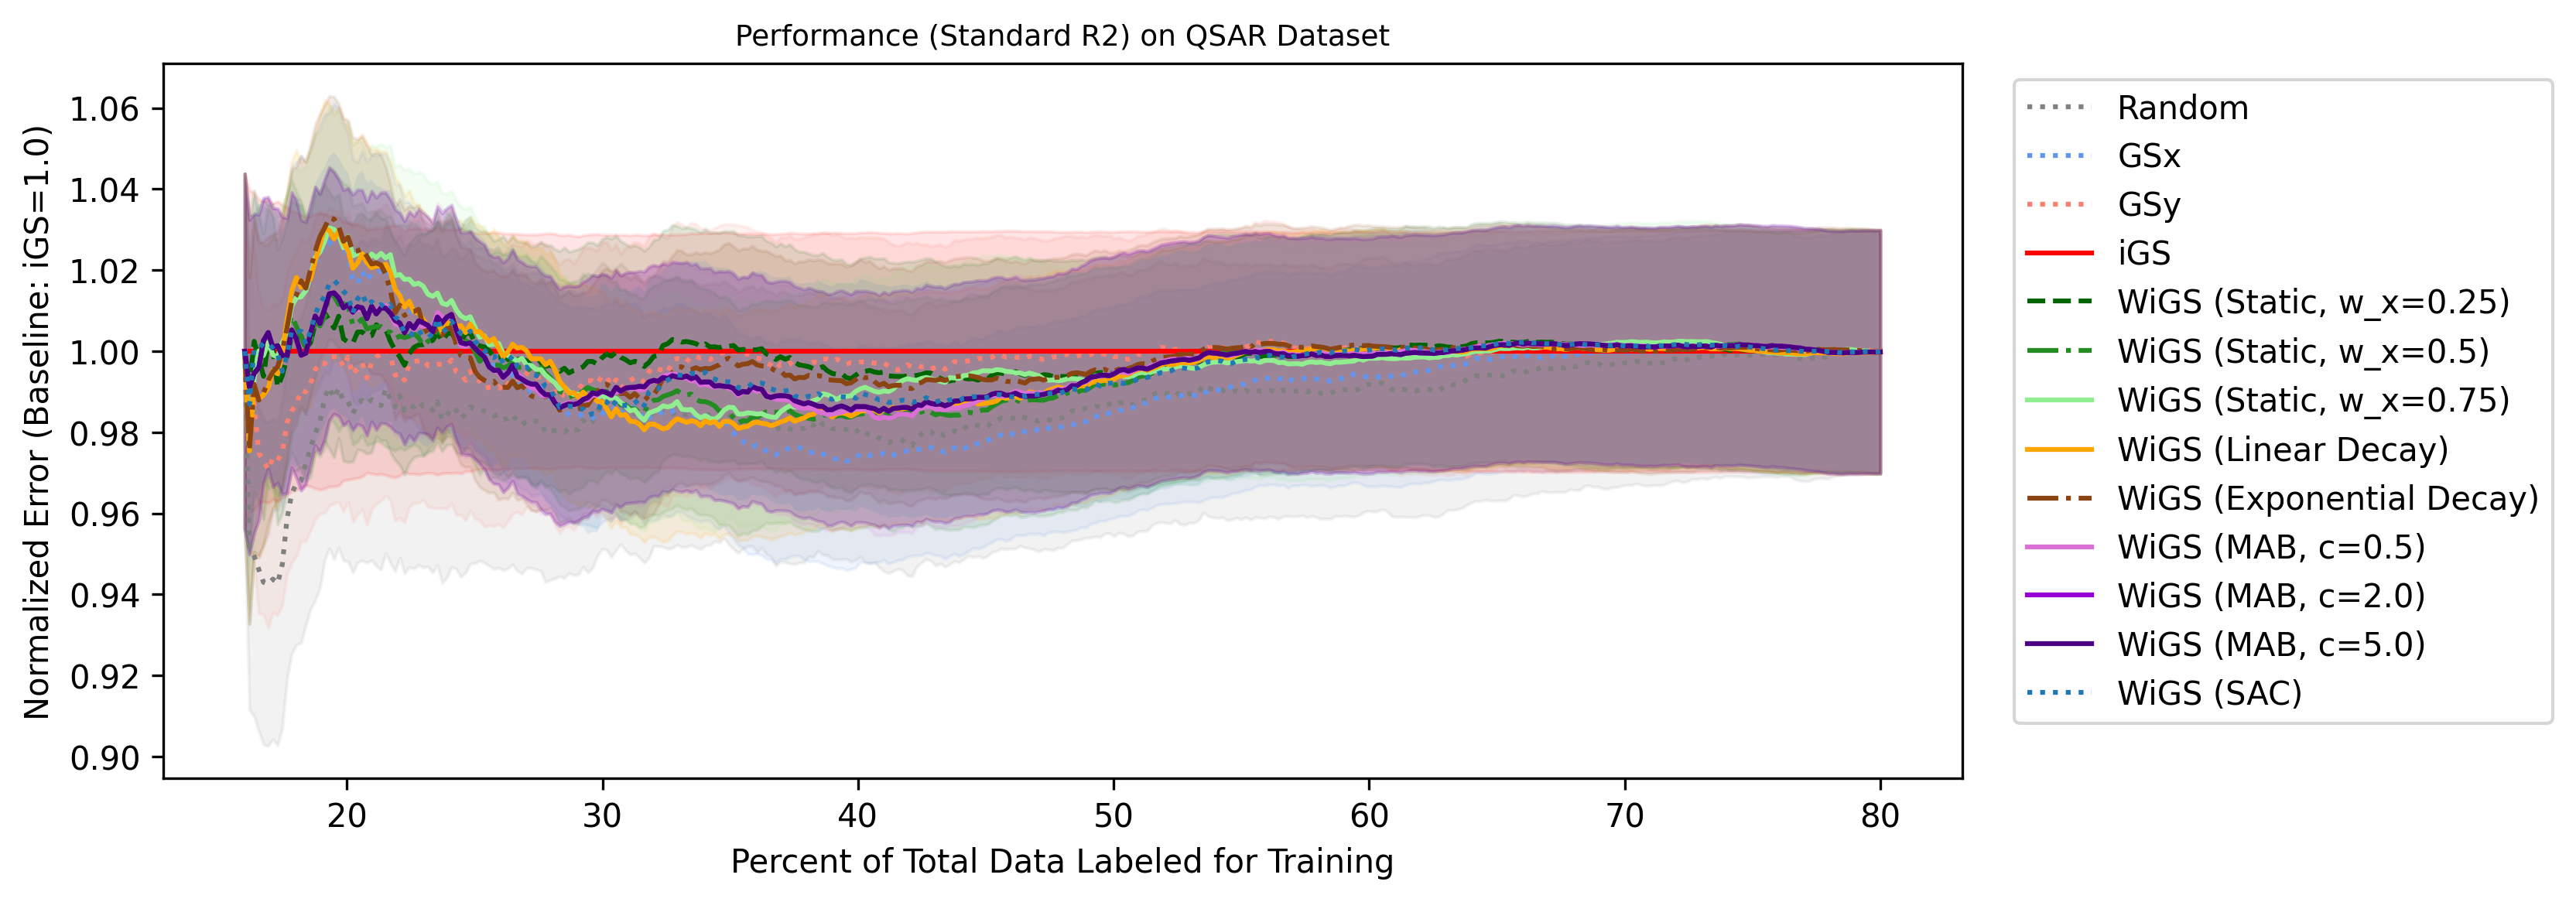 Performance (Standard R2) on QSAR Dataset
Normalized Error (Baseline: iGS=1.0)
1.06
1.04
1.02
1.00
0.98
0.96
0.94
0.92
0.90
20 30 40 50 60 70 80
Percent of Total Data Labeled for Training
Random
GSx
GSy
iGS
WiGS (Static, w_x=0.25)
WiGS (Static, w_x=0.5)
WiGS (Static, w_x=0.75)
WiGS (Linear Decay)
WiGS (Exponential Decay)
WiGS (MAB, c=0.5)
WiGS (MAB, c=2.0)
WiGS (MAB, c=5.0)
WiGS (SAC)